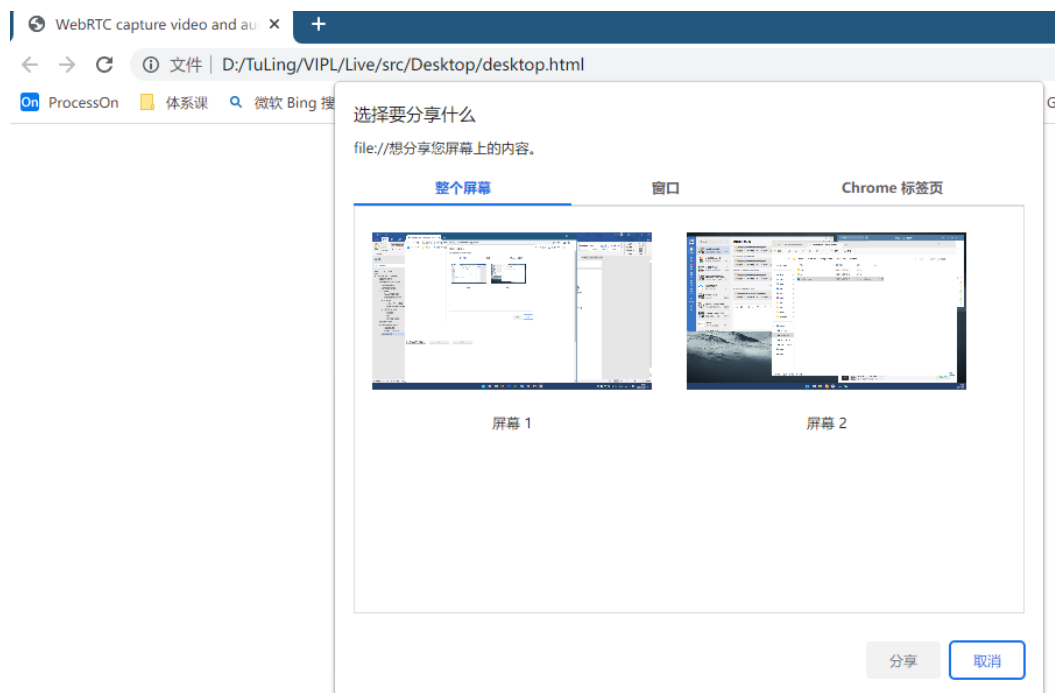 WebRTC capture video and au
文件 D:/TuLing/VIPL/Live/src/Desktop/desktop.html
On ProcessOn 体系课 微软 Bing 搜
G
选择要分享什么
file://想分享您屏幕上的内容。
整个屏幕 窗口 Chrome 标签页
屏幕 1 屏幕 2
分享 取消